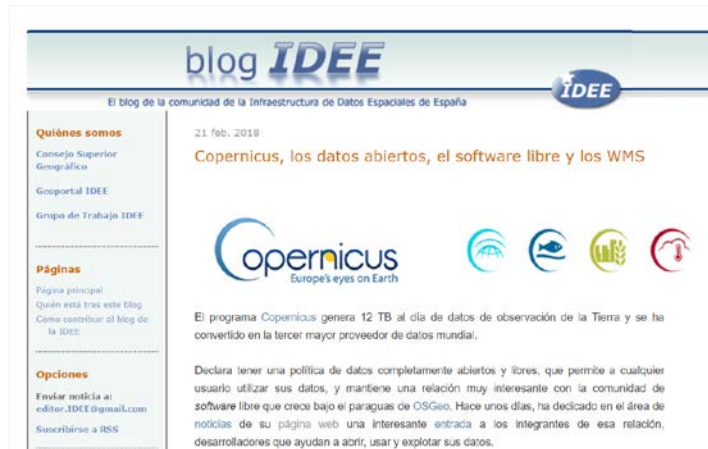 blog IDEE
IDEE
El blog de la comunidad de la Infraestructura de Datos Espaciales de España
Quiénes somos
Consejo Superior
Geográfico
Geoportal IDEE
Grupo de Trabajo IDEE
Páginas
Página principal
Quién está tras este blog
Cómo contribuir al blog de
la IDEE
Opciones
Enviar noticia a:
editor.IDEE@gmail.com
Suscribirse a RSS
21 feb. 2018
Copernicus, los datos abiertos, el software libre y los WMS
opernicus
Europe's eyes on Earth
El programa Copernicus genera 12 TB al día de datos de observación de la Tierra y se ha
convertido en la tercer mayor proveedor de datos mundial.
Declara tener una política de datos completamente abiertos y libres, que permite a cualquier
usuario utilizar sus datos, y mantiene una relación muy interesante con la comunidad de
software libre que crece bajo el paraguas de OSGeo. Hace unos días, ha dedicado en el área de
noticias de su página web una interesante entrada a los integrantes de esa relación,
desarrolladores que ayudan a abrir, usar y explotar sus datos.